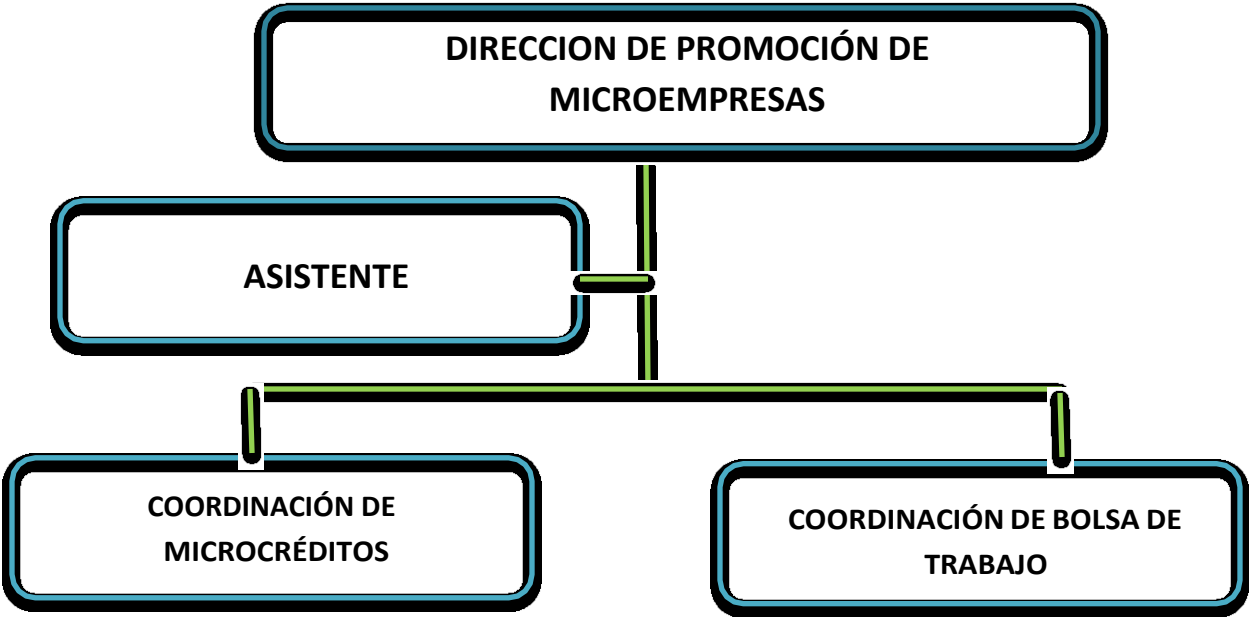 DIRECCION DE PROMOCIÓN DE
MICROEMPRESAS
ASISTENTE
COORDINACIÓN DE
MICROCRÉDITOS
COORDINACIÓN DE BOLSA DE
TRABAJO